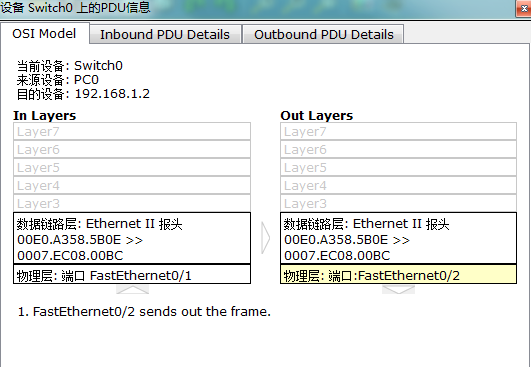 设备 Switch0 上的PDU信息
OSI Model Inbound PDU Details Outbound PDU Details
当前设备: Switch0
来源设备: PC0
目的设备: 192.168.1.2
In Layers
Layer7
Layer6
Layer5
Layer4
Layer3
数据链路层: Ethernet II 报头
00E0.A358.5B0E >>
0007.EC08.00BC
物理层: 端口 FastEthernet0/1
Out Layers
Layer7
Layer6
Layer5
Layer4
Layer3
数据链路层: Ethernet II 报头
00E0.A358.5B0E >>
0007.EC08.00BC
物理层: 端口:FastEthernet0/2
1. FastEthernet0/2 sends out the frame.